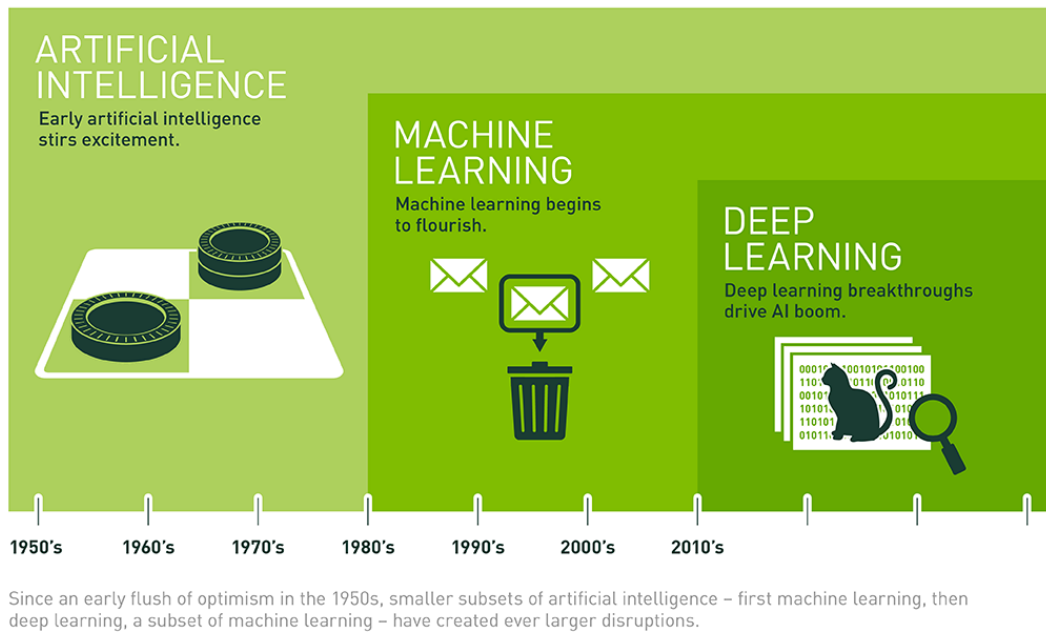 ARTIFICIAL
INTELLIGENCE
Early artificial intelligence
stirs excitement.
MACHINE
LEARNING
Machine learning begins
to flourish.
DEEP
LEARNING
Deep learning breakthroughs
drive AI boom.
1950's
1960's
1970's
1980's
1990's
2000's
2010's
Since an early flush of optimism in the 1950s, smaller subsets of artificial intelligence – first machine learning, then
deep learning, a subset of machine learning – have created ever larger disruptions.